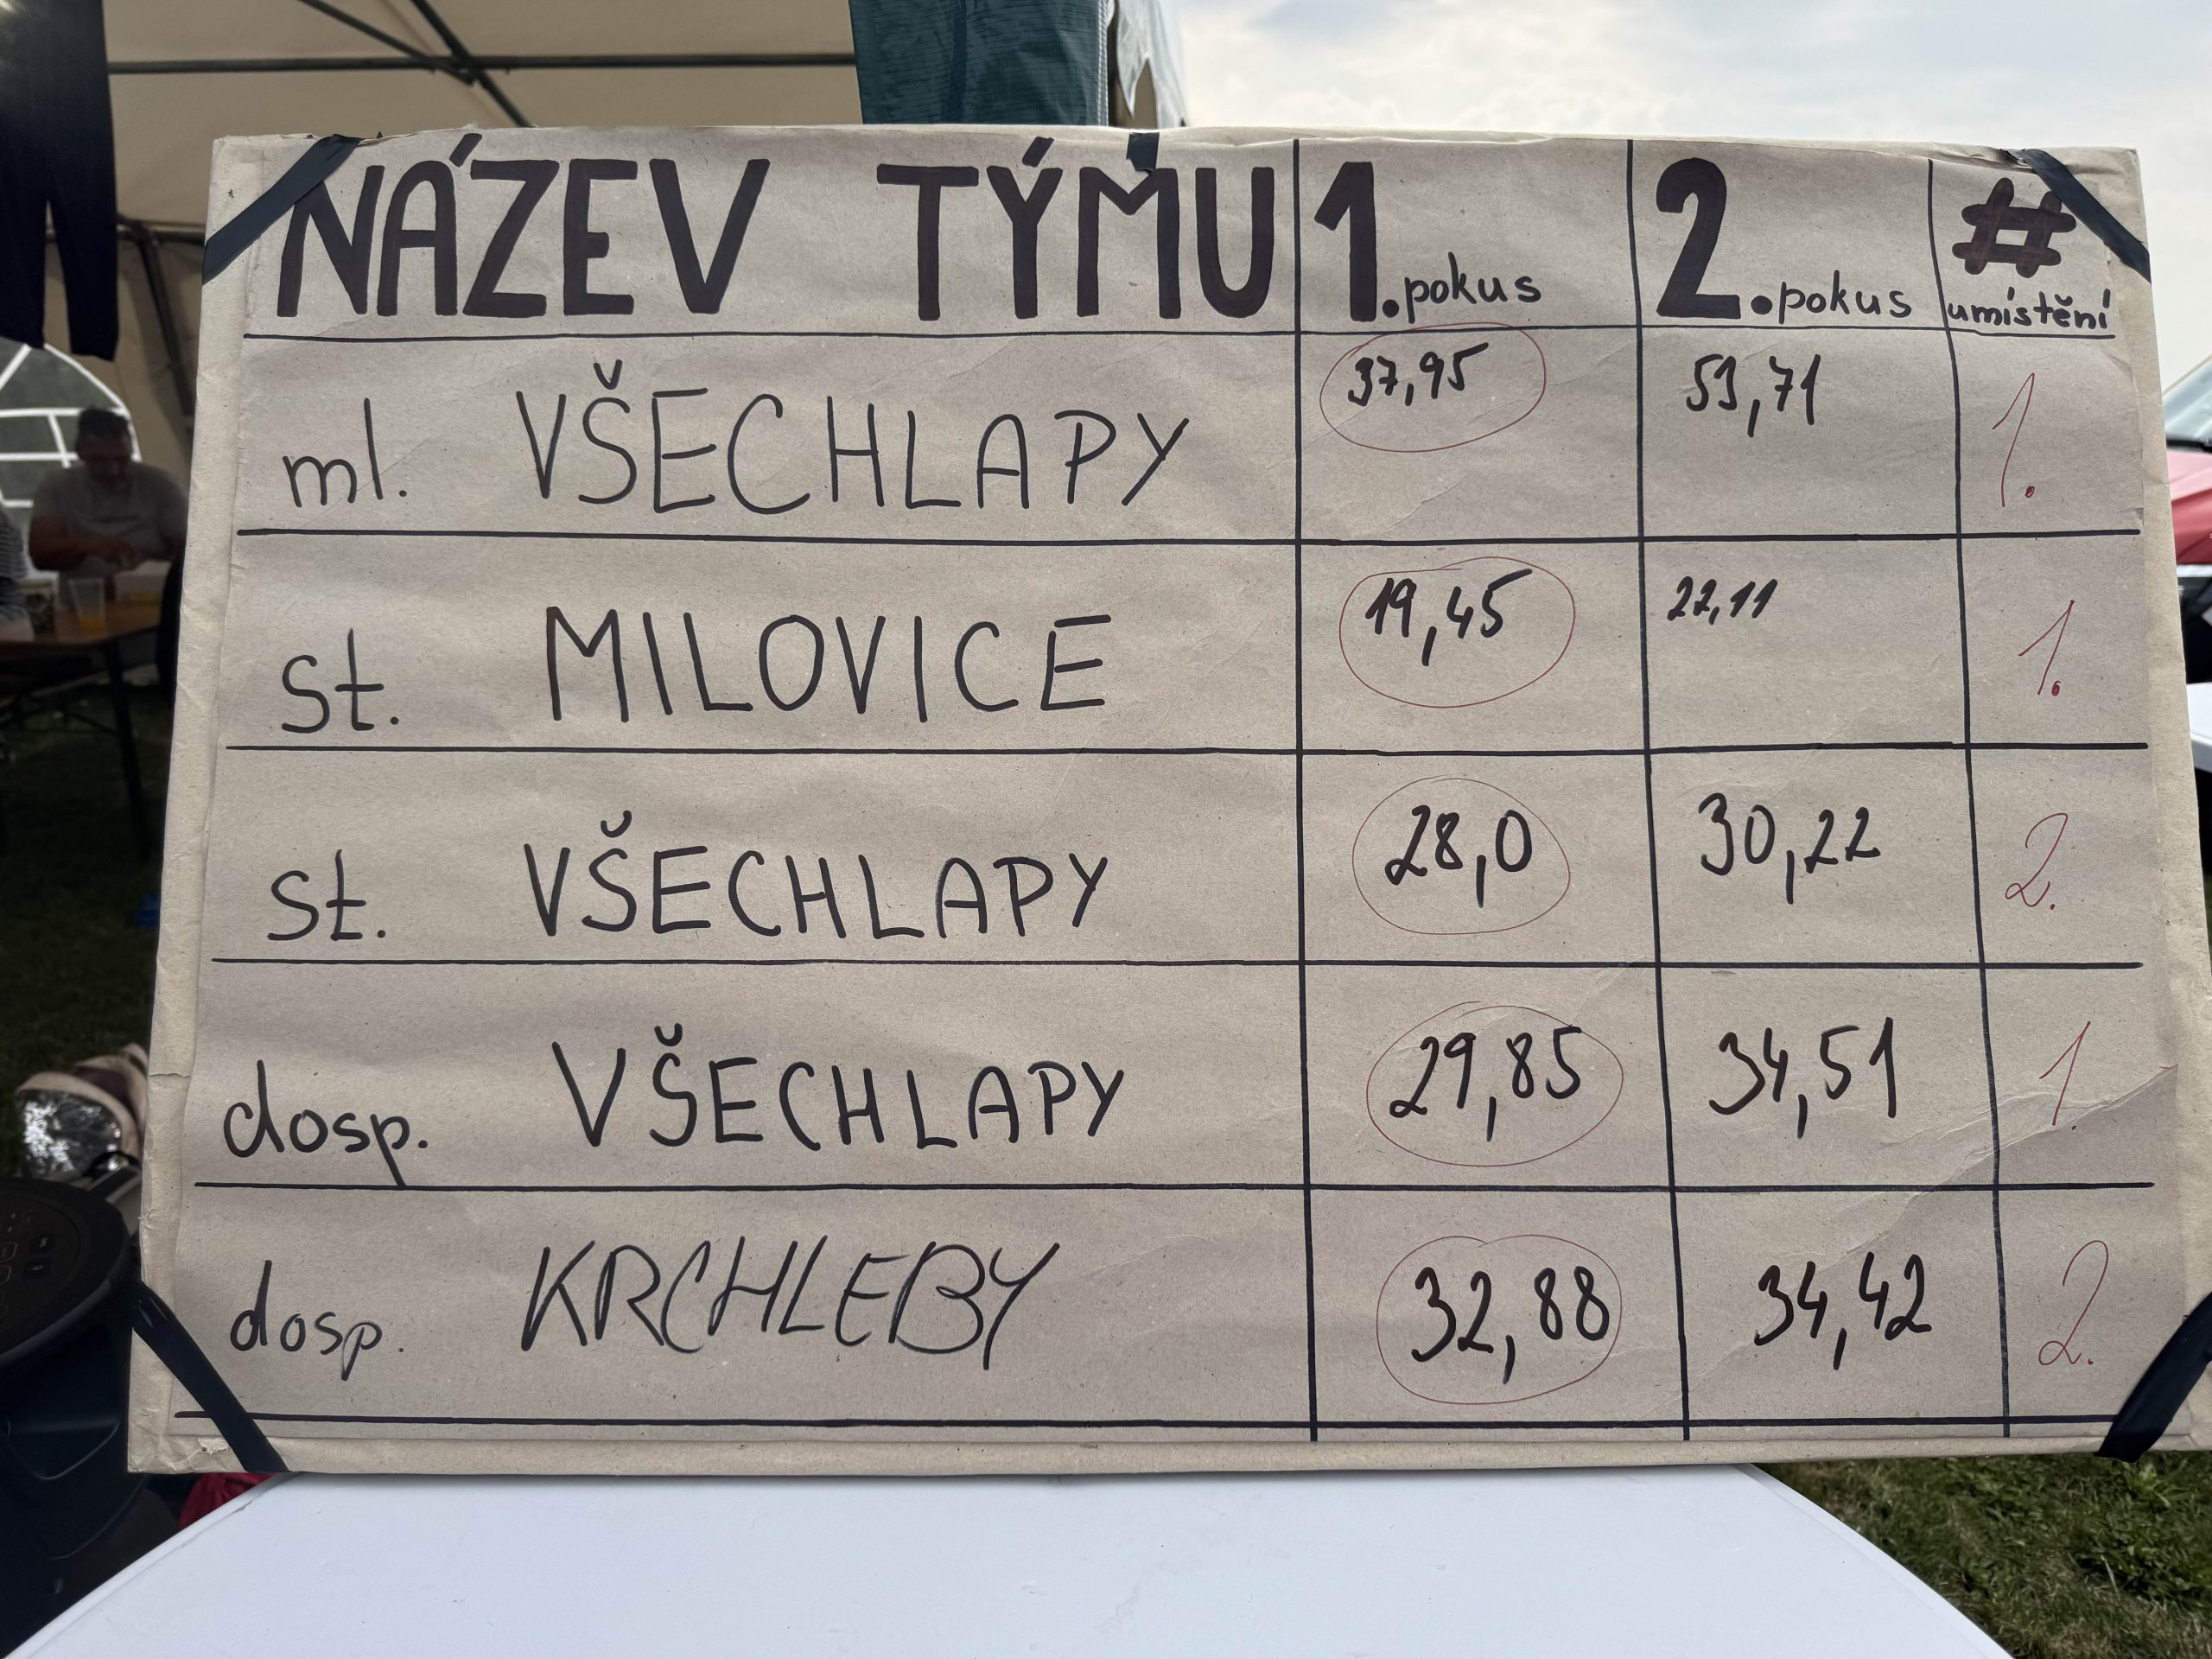 NÁZEV TÝMU 1. pokus 2. pokus # umístění
ml. VŠECHLAPY 37,95 53,71 1.
st. MILOVICE 19,45 22,11 1.
st. VŠECHLAPY 28,0 30,22 2.
dosp. VŠECHLAPY 29,85 34,51 1.
dosp. KRCHLEBY 32,88 34,42 2.